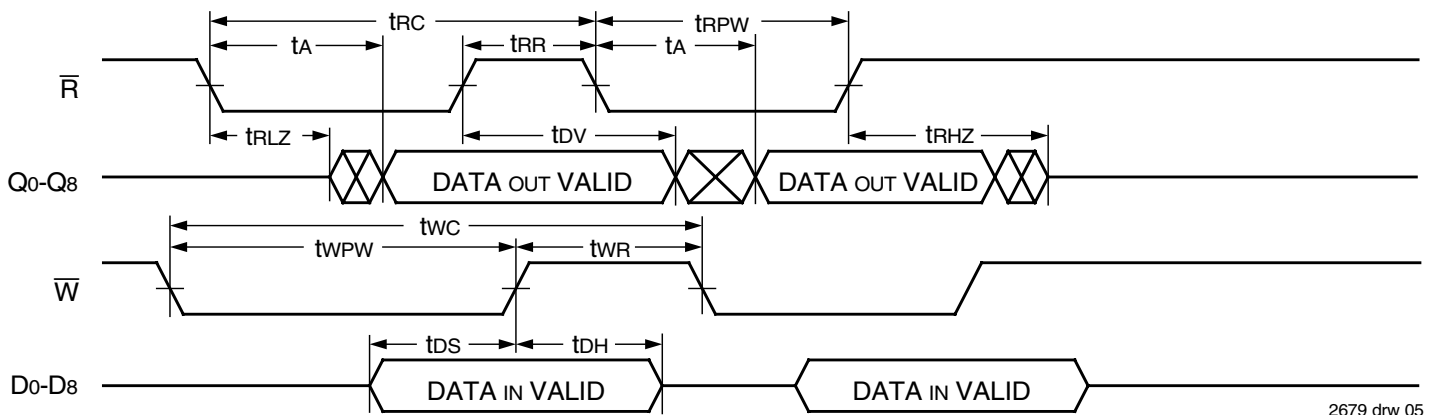 tRC tRPW
tA tRR tA
R̅
tRLZ tDV tRHZ
Q0-Q8 DATA OUT VALID DATA OUT VALID
tWC
tWPW tWR
W̅
tDS tDH
D0-D8 DATA IN VALID DATA IN VALID
2679 drw 05